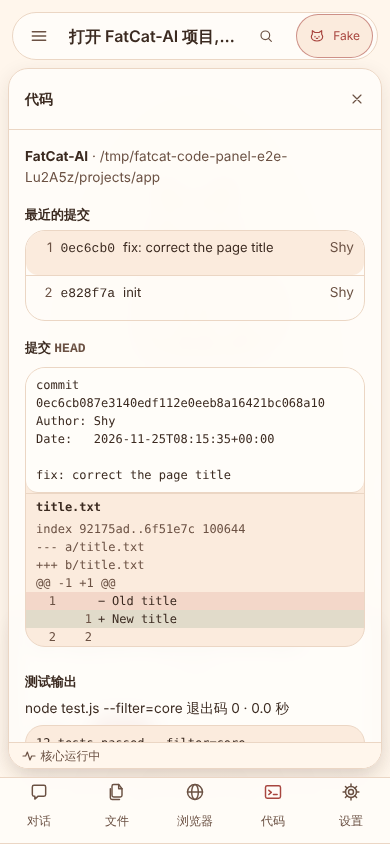 打开 FatCat-AI 项目,...
Fake
代码
FatCat-AI · /tmp/fatcat-code-panel-e2e-
Lu2A5z/projects/app
最近的提交
1 0ec6cb0 fix: correct the page title Shy
2 e828f7a init Shy
提交 HEAD
commit
0ec6cb087e3140edf112e0eeb8a16421bc068a10
Author: Shy
Date: 2026-11-25T08:15:35+00:00
fix: correct the page title
title.txt
index 92175ad..6f51e7c 100644
--- a/title.txt
+++ b/title.txt
@@ -1 +1 @@
1 − Old title
1 + New title
2 2
测试输出
node test.js --filter=core 退出码 0 · 0.0 秒
12 tests passed --filter=core
核心运行中
对话 文件 浏览器 代码 设置